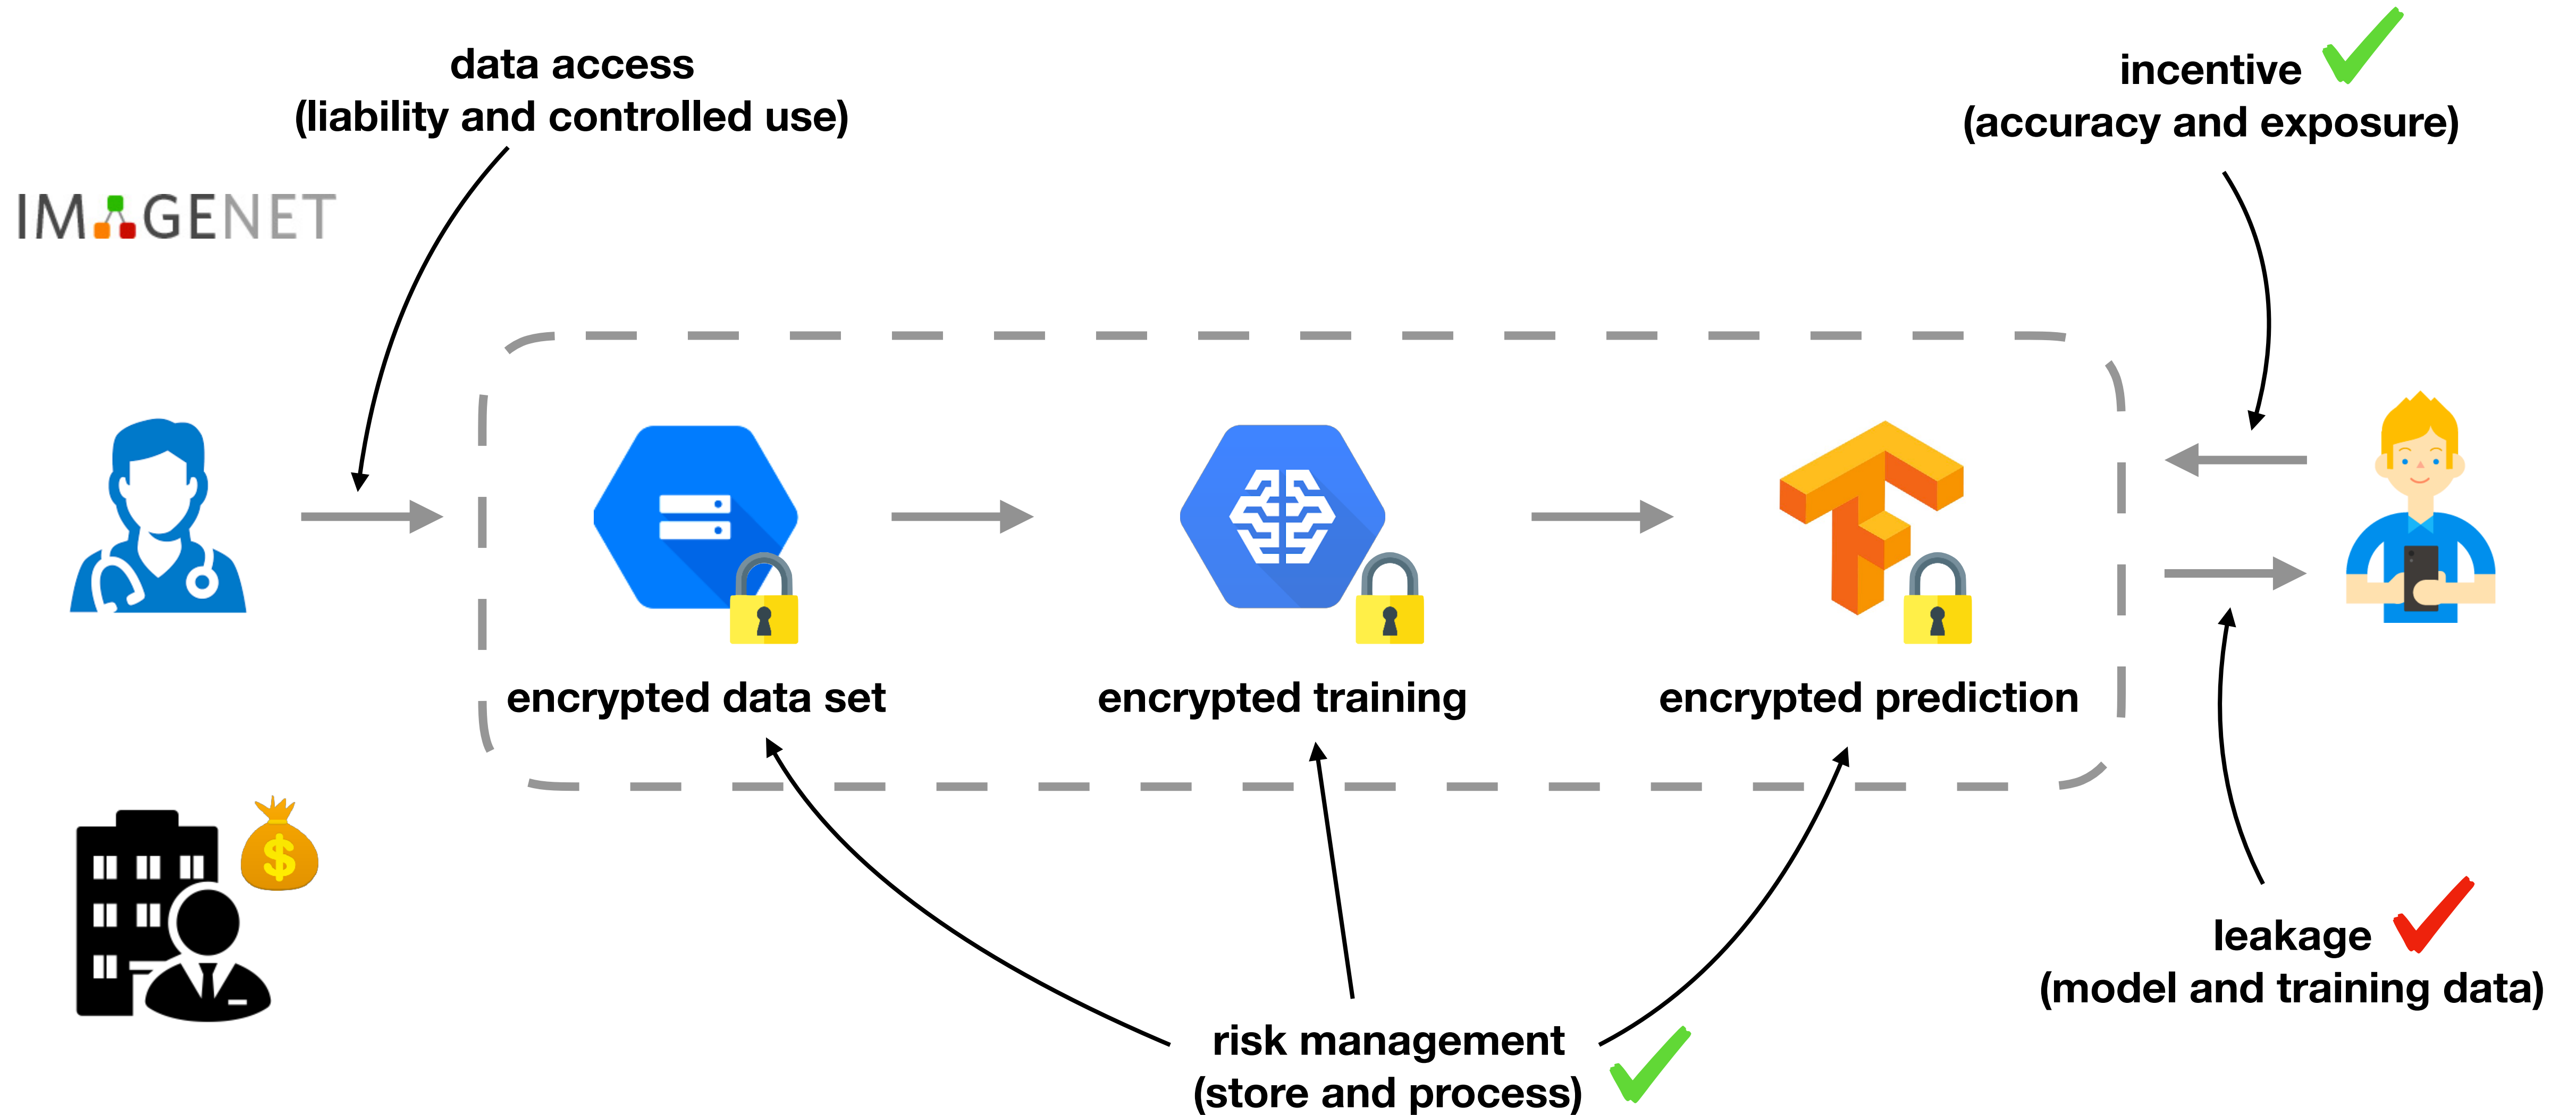 data access
(liability and controlled use)
incentive
(accuracy and exposure)
IMAGENET
encrypted data set
encrypted training
encrypted prediction
$
leakage
(model and training data)
risk management
(store and process)